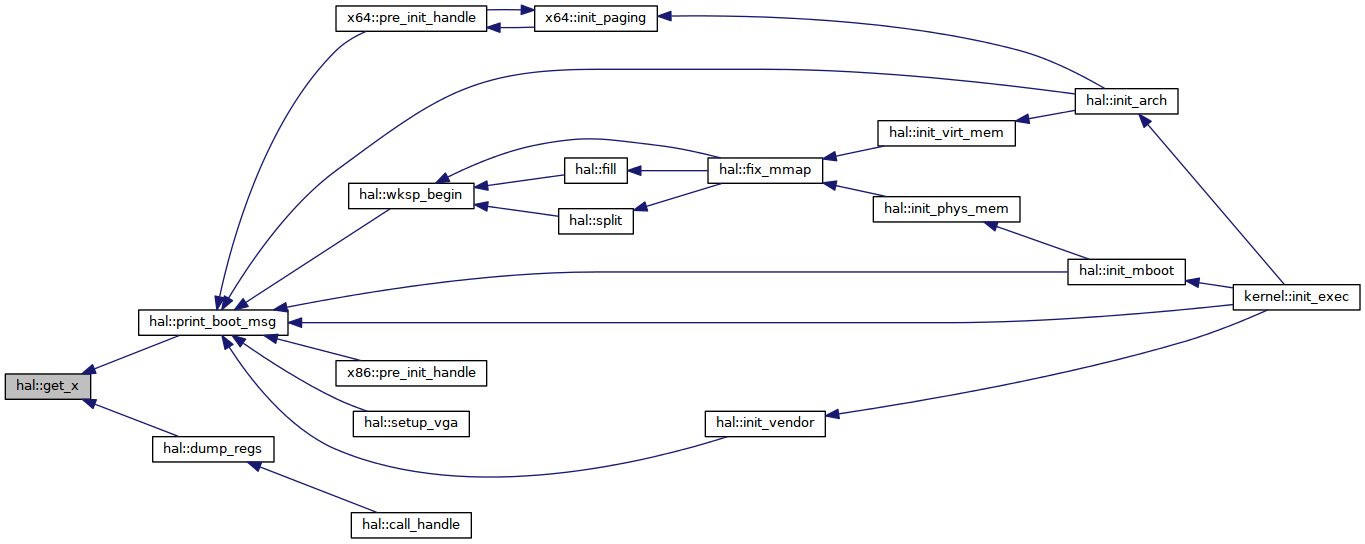 x64::pre_init_handle
x64::init_paging
hal::init_arch
hal::init_virt_mem
hal::fill
hal::fix_mmap
hal::wksp_begin
hal::init_phys_mem
hal::split
hal::init_mboot
kernel::init_exec
hal::print_boot_msg
x86::pre_init_handle
hal::get_x
hal::setup_vga
hal::init_vendor
hal::dump_regs
hal::call_handle